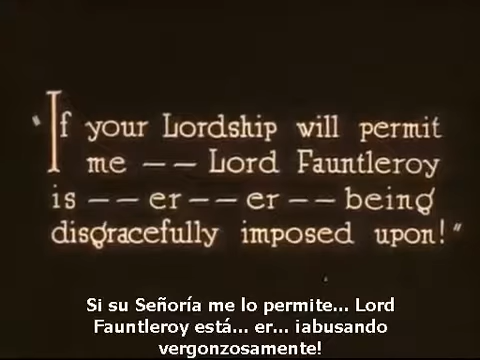 "If your Lordship will permit
me -- -- Lord Fauntleroy
is -- -- er -- -- er -- -- being
disgracefully imposed upon!"
Si su Señoría me lo permite... Lord
Fauntleroy está... er... ¡abusando
vergonzosamente!